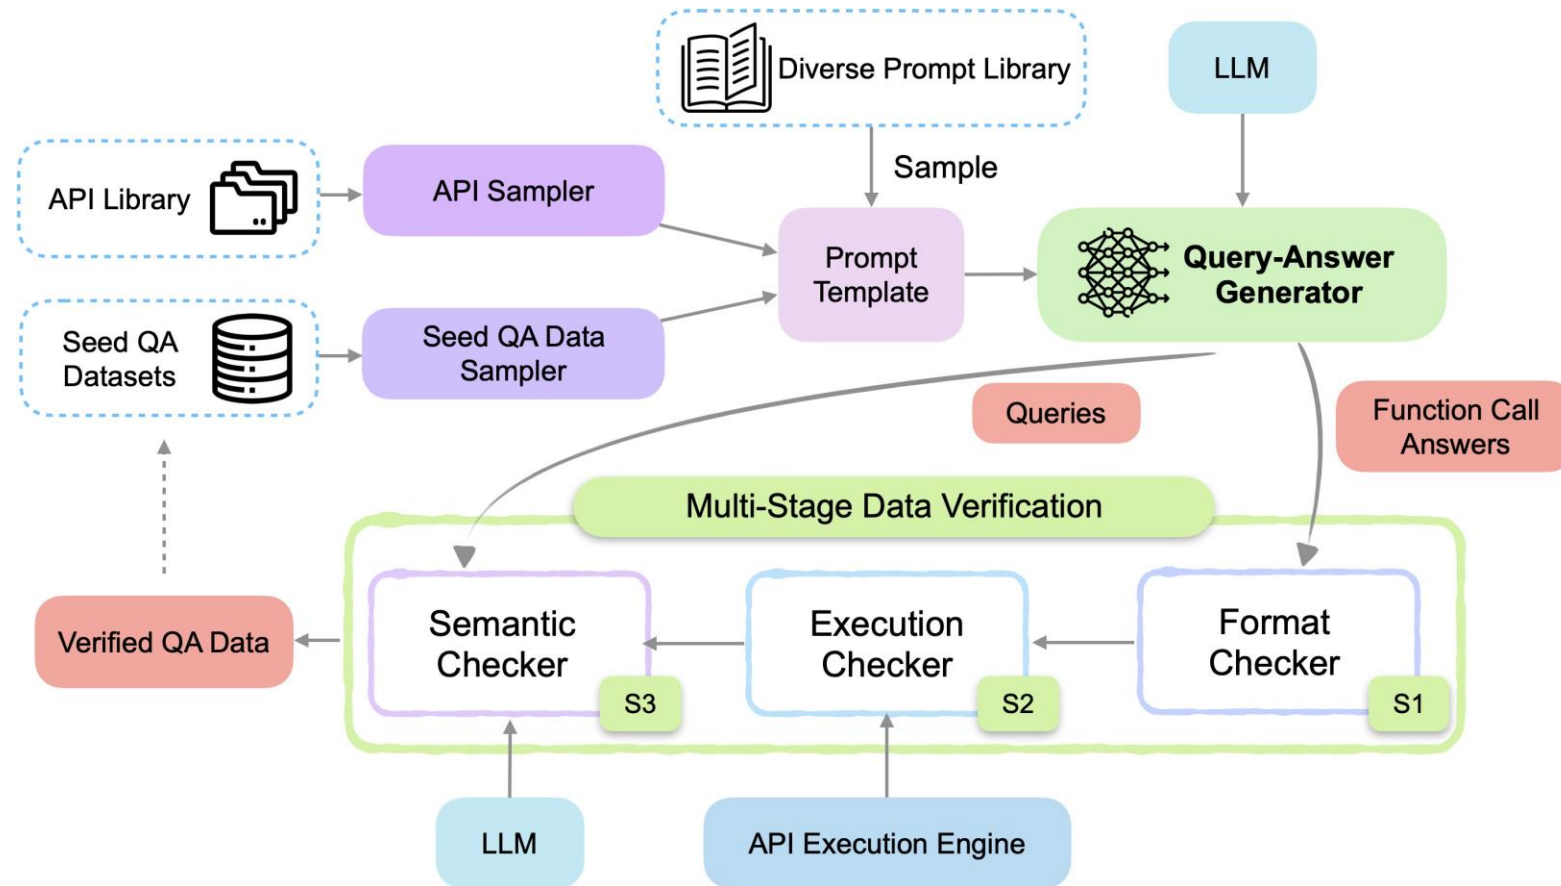 Diverse Prompt Library
LLM
API Library
API Sampler
Sample
Prompt
Template
Query-Answer
Generator
Seed QA
Datasets
Seed QA Data
Sampler
Queries
Function Call
Answers
Multi-Stage Data Verification
Verified QA Data
Semantic
Checker
S3
Execution
Checker
S2
Format
Checker
S1
LLM
API Execution Engine